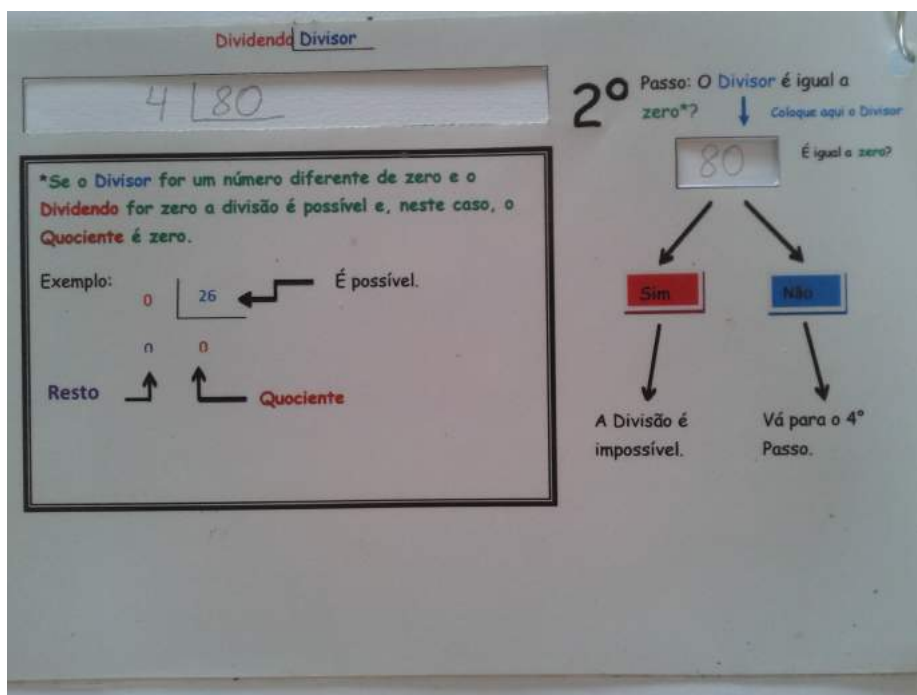 Dividendo Divisor
4 80
*Se o Divisor for um número diferente de zero e o
Dividendo for zero a divisão é possível e, neste caso, o
Quociente é zero.
Exemplo:
0 26
É possível.
0 0
Resto
Quociente
2º Passo: O Divisor é igual a
zero*?
Coloque aqui o Divisor
80
É igual a zero?
Sim
Não
A Divisão é
impossível.
Vá para o 4º
Passo.